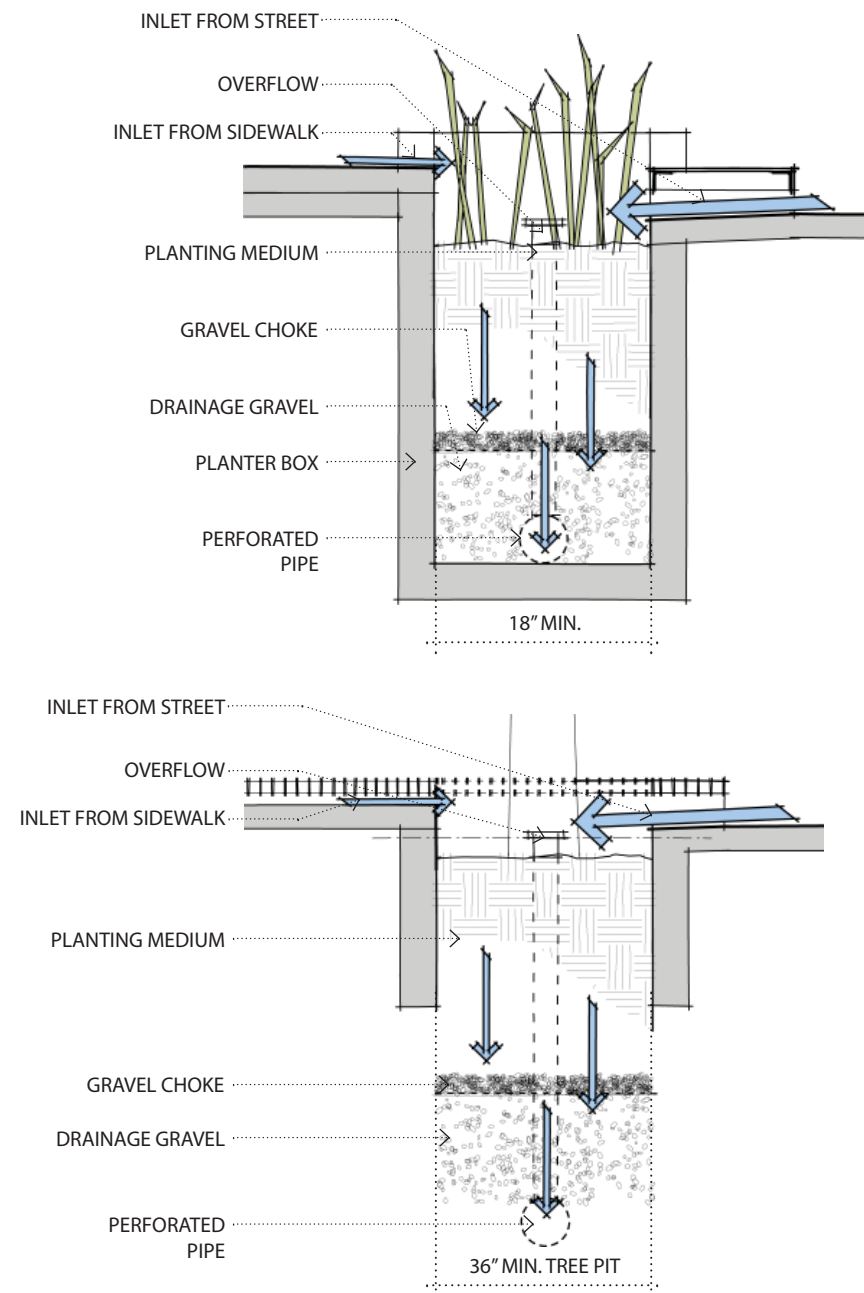 INLET FROM STREET
OVERFLOW
INLET FROM SIDEWALK
PLANTING MEDIUM
GRAVEL CHOKE
DRAINAGE GRAVEL
PLANTER BOX
PERFORATED
PIPE
18” MIN.
INLET FROM STREET
OVERFLOW
INLET FROM SIDEWALK
PLANTING MEDIUM
GRAVEL CHOKE
DRAINAGE GRAVEL
PERFORATED
PIPE
36” MIN. TREE PIT